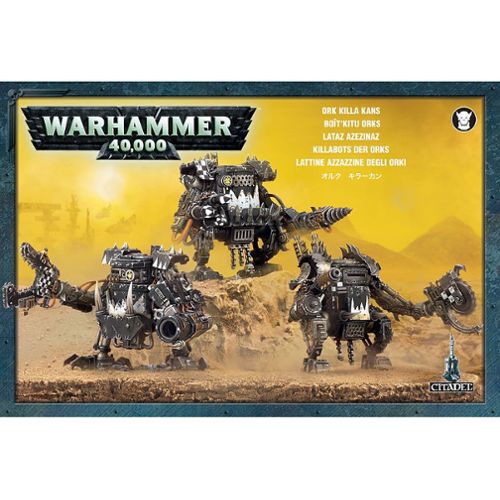 WARHAMMER
40,000
ORK KILLA KANS
BOÎT'KITU ORKS
LATAZ AZEZINAZ
KILLABOTS DER ORKS
LATTINE AZZAZZINE DEGLI ORKI
オルク キラーカン
CITADEL